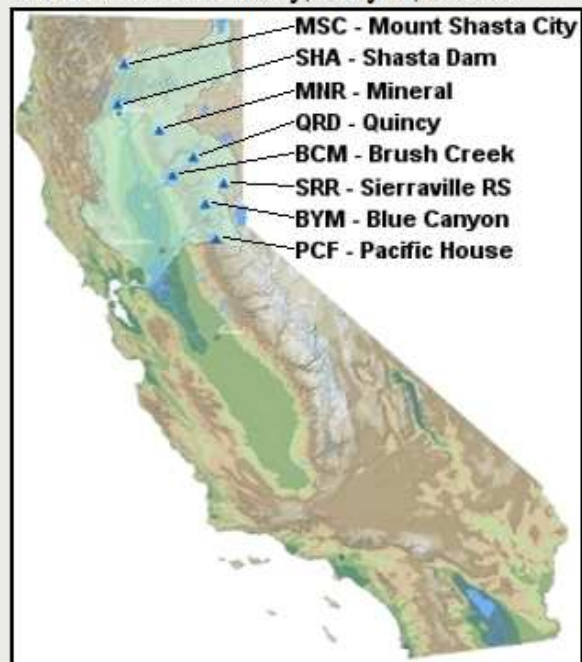 MSC - Mount Shasta City
SHA - Shasta Dam
MNR - Mineral
QRD - Quincy
BCM - Brush Creek
SRR - Sierraville RS
BYM - Blue Canyon
PCF - Pacific House